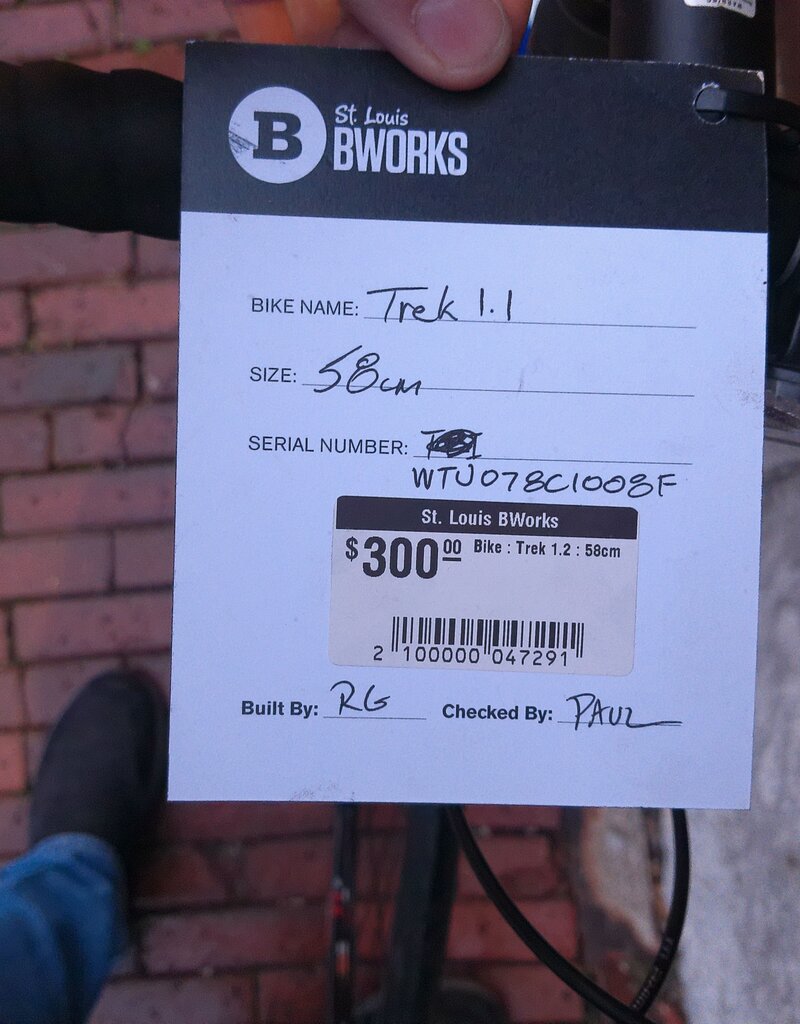 B
St. Louis
BWORKS
BIKE NAME: Trek 1.1
SIZE: 58cm
SERIAL NUMBER:
WTU078C1008F
St. Louis BWorks
$300.00 Bike : Trek 1.2 : 58cm
2 100000 047291
Built By: RG Checked By: PAUL